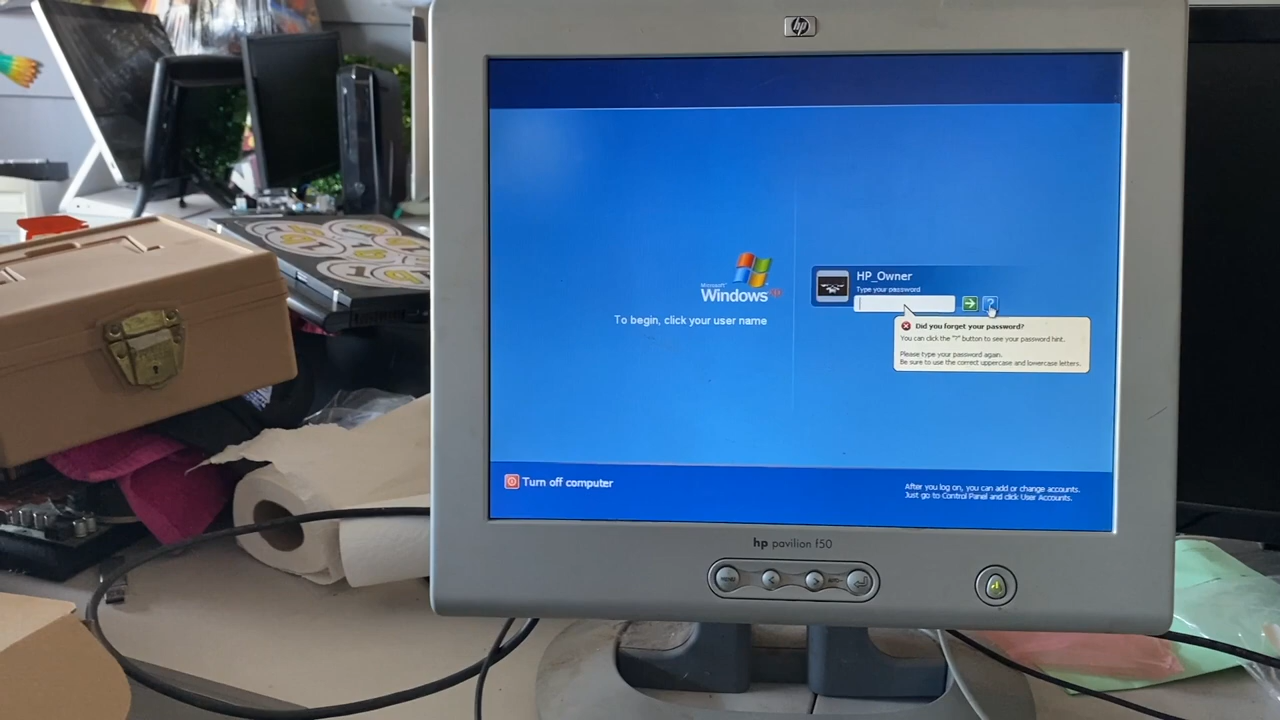 hp
HP_Owner
Type your password
?
Microsoft
Windows xp
To begin, click your user name
Did you forget your password?
You can click the "?" button to see your password hint.
Please type your password again.
Be sure to use the correct uppercase and lowercase letters.
Turn off computer
After you log on, you can add or change accounts.
Just go to Control Panel and click User Accounts.
hp pavilion f50
MENU
AUTO